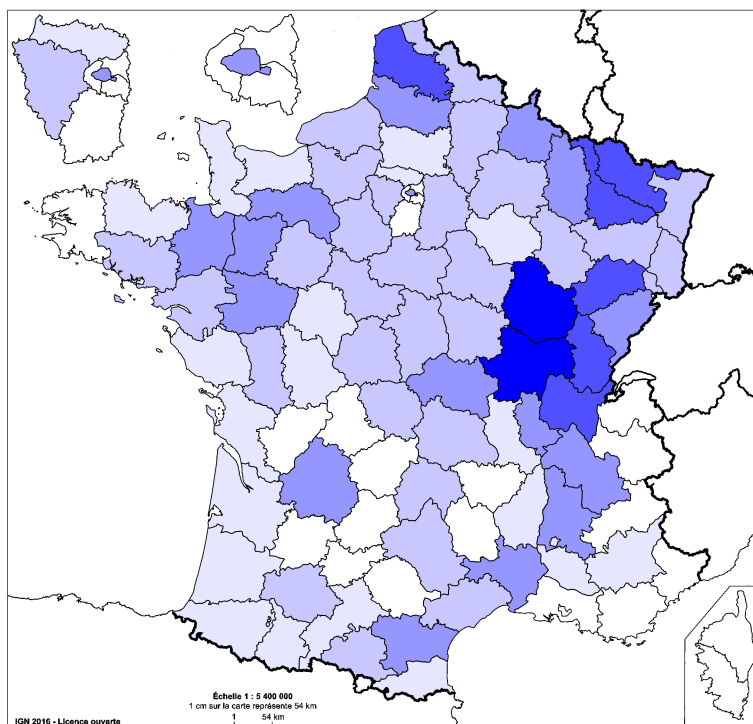 Échelle 1 : 5 400 000
1 cm sur la carte représente 54 km
1 54 km
IGN 2016 - Licence ouverte